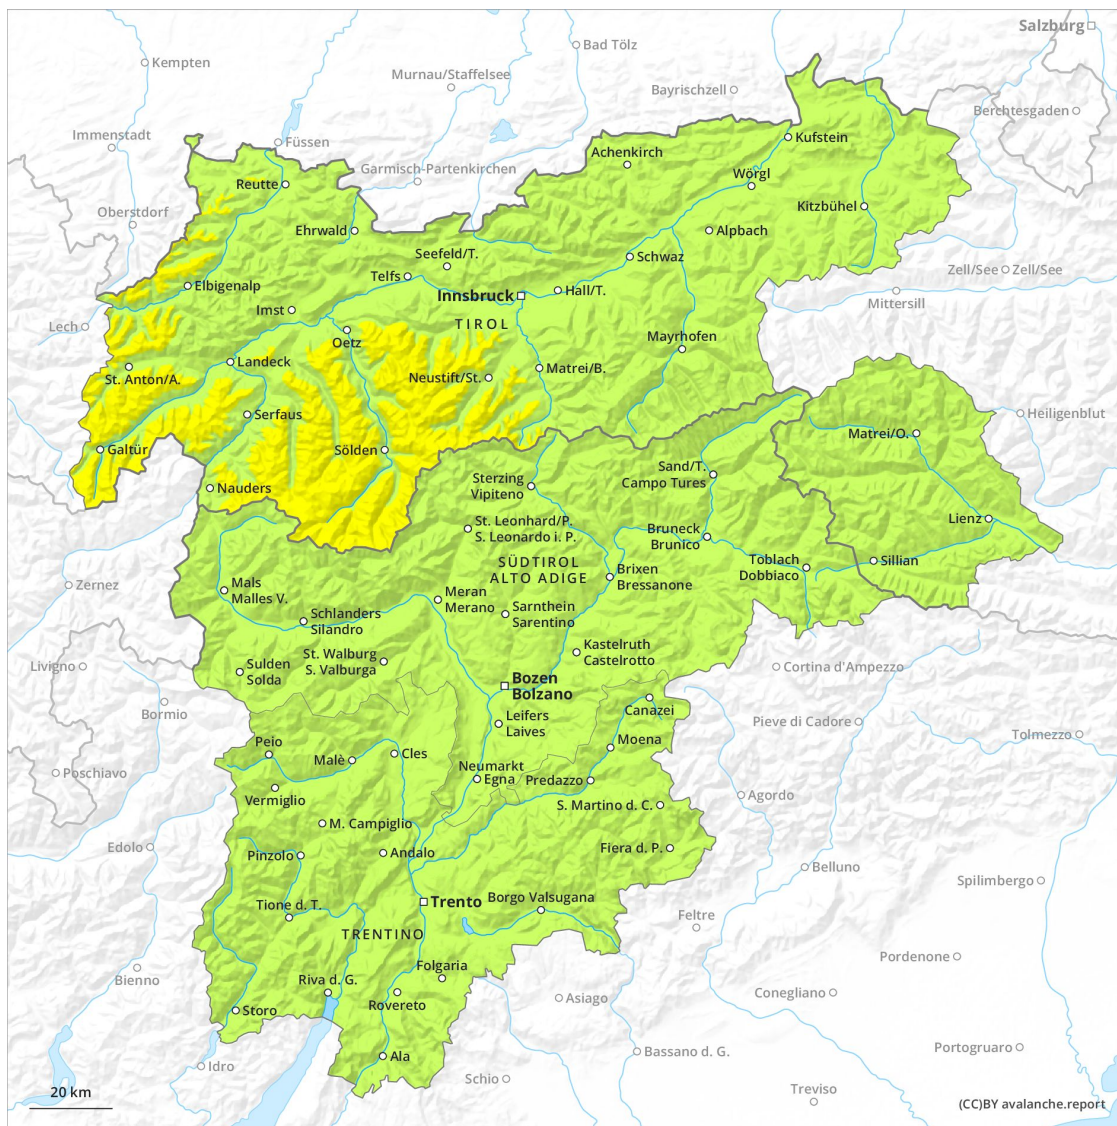 Salzburg
Bad Tölz
Kempten
Murnau/Staffelsee
Bayrischzell
Berchtesgaden
Immenstadt
Füssen
Kufstein
Achenkirch
Garmisch-Partenkirchen
Wörgl
Reutte
Oberstdorf
Kitzbühel
Ehrwald
Alpbach
Seefeld/T.
Schwaz
Zell/See
Zell/See
Telfs
Elbigenalp
Hall/T.
Innsbruck
Mittersill
Imst
TIROL
Lech
Oetz
Mayrhofen
Landeck
Matrei/B.
St. Anton/A.
Neustift/St.
Serfaus
Heiligenblut
Matrei/O.
Galtür
Sölden
Sand/T.
Campo Tures
Sterzing
Vipiteno
Nauders
Lienz
St. Leonhard/P.
S. Leonardo i. P.
Bruneck
Brunico
SÜDTIROL
ALTO ADIGE
Toblach
Dobbiaco
Sillian
Brixen
Bressanone
Zernez
Mals
Malles V.
Meran
Merano
Sarnthein
Sarentino
Schlanders
Silandro
Kastelruth
Castelrotto
St. Walburg
S. Valburga
Livigno
Sulden
Solda
Cortina d'Ampezzo
Bozen
Bolzano
Bormio
Canazei
Leifers
Laives
Pieve di Cadore
Tolmezzo
Peio
Moena
Malè
Cles
Poschiavo
Neumarkt
Egna
Predazzo
Vermiglio
Agordo
S. Martino d. C.
M. Campiglio
Edolo
Pinzolo
Andalo
Fiera d. P.
Belluno
Spilimbergo
Tione d. T.
Trento
Borgo Valsugana
Feltre
TRENTINO
Pordenone
Folgaria
Bienno
Riva d. G.
Conegliano
Rovereto
Asiago
Storo
Portogruaro
Ala
Bassano d. G.
Idro
Schio
Treviso
20 km
(CC)BY avalanche.report